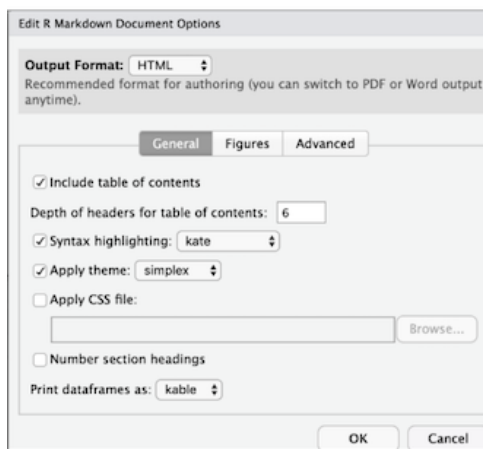 Edit R Markdown Document Options
Output Format: HTML
Recommended format for authoring (you can switch to PDF or Word output
anytime).
General Figures Advanced
Include table of contents
Depth of headers for table of contents: 6
Syntax highlighting: kate
Apply theme: simplex
Apply CSS file:
Browse...
Number section headings
Print dataframes as: kable
OK Cancel